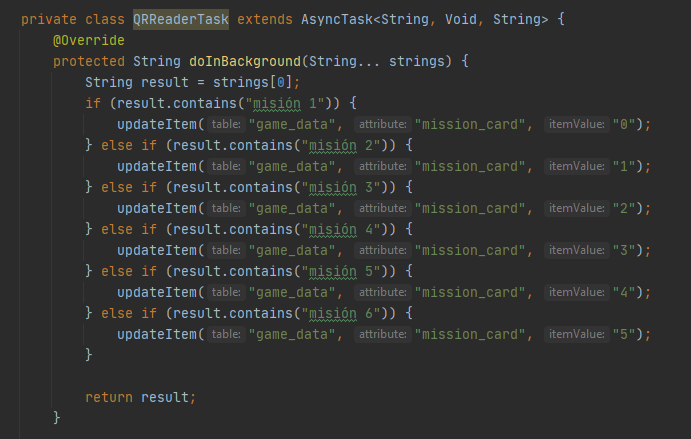 private class QRReaderTask extends AsyncTask<String, Void, String> {
@Override
protected String doInBackground(String... strings) {
String result = strings[0];
if (result.contains("misión 1")) {
updateItem( table: "game_data", attribute: "mission_card", itemValue: "0");
} else if (result.contains("misión 2")) {
updateItem( table: "game_data", attribute: "mission_card", itemValue: "1");
} else if (result.contains("misión 3")) {
updateItem( table: "game_data", attribute: "mission_card", itemValue: "2");
} else if (result.contains("misión 4")) {
updateItem( table: "game_data", attribute: "mission_card", itemValue: "3");
} else if (result.contains("misión 5")) {
updateItem( table: "game_data", attribute: "mission_card", itemValue: "4");
} else if (result.contains("misión 6")) {
updateItem( table: "game_data", attribute: "mission_card", itemValue: "5");
}
return result;
}